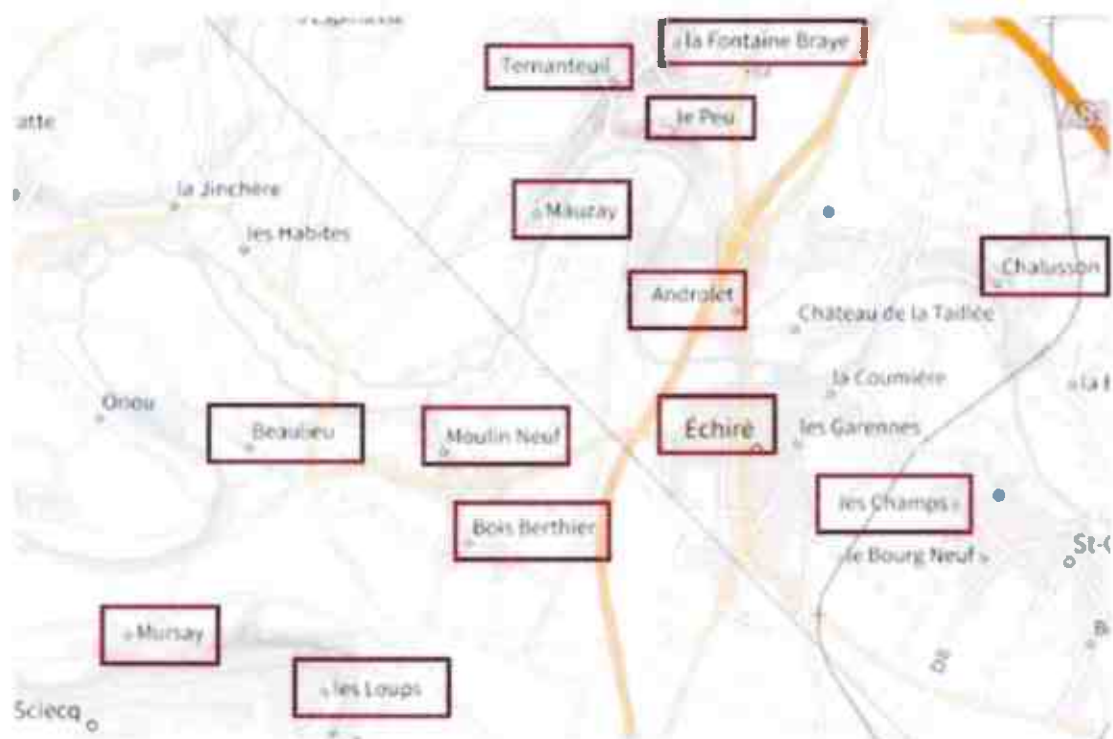 la Fontaine Braye
Ternanteuil
le Peu
atte
la Jinchère
Mauzay
les Habites
Chalusson
Androlet
Château de la Taillée
la Coumière
Oriou
Beaulieu
Moulin Neuf
Échiré
les Garennes
les Champs
Bois Berthier
le Bourg Neuf
St-
Mursay
D8
les Loups
Sciecq